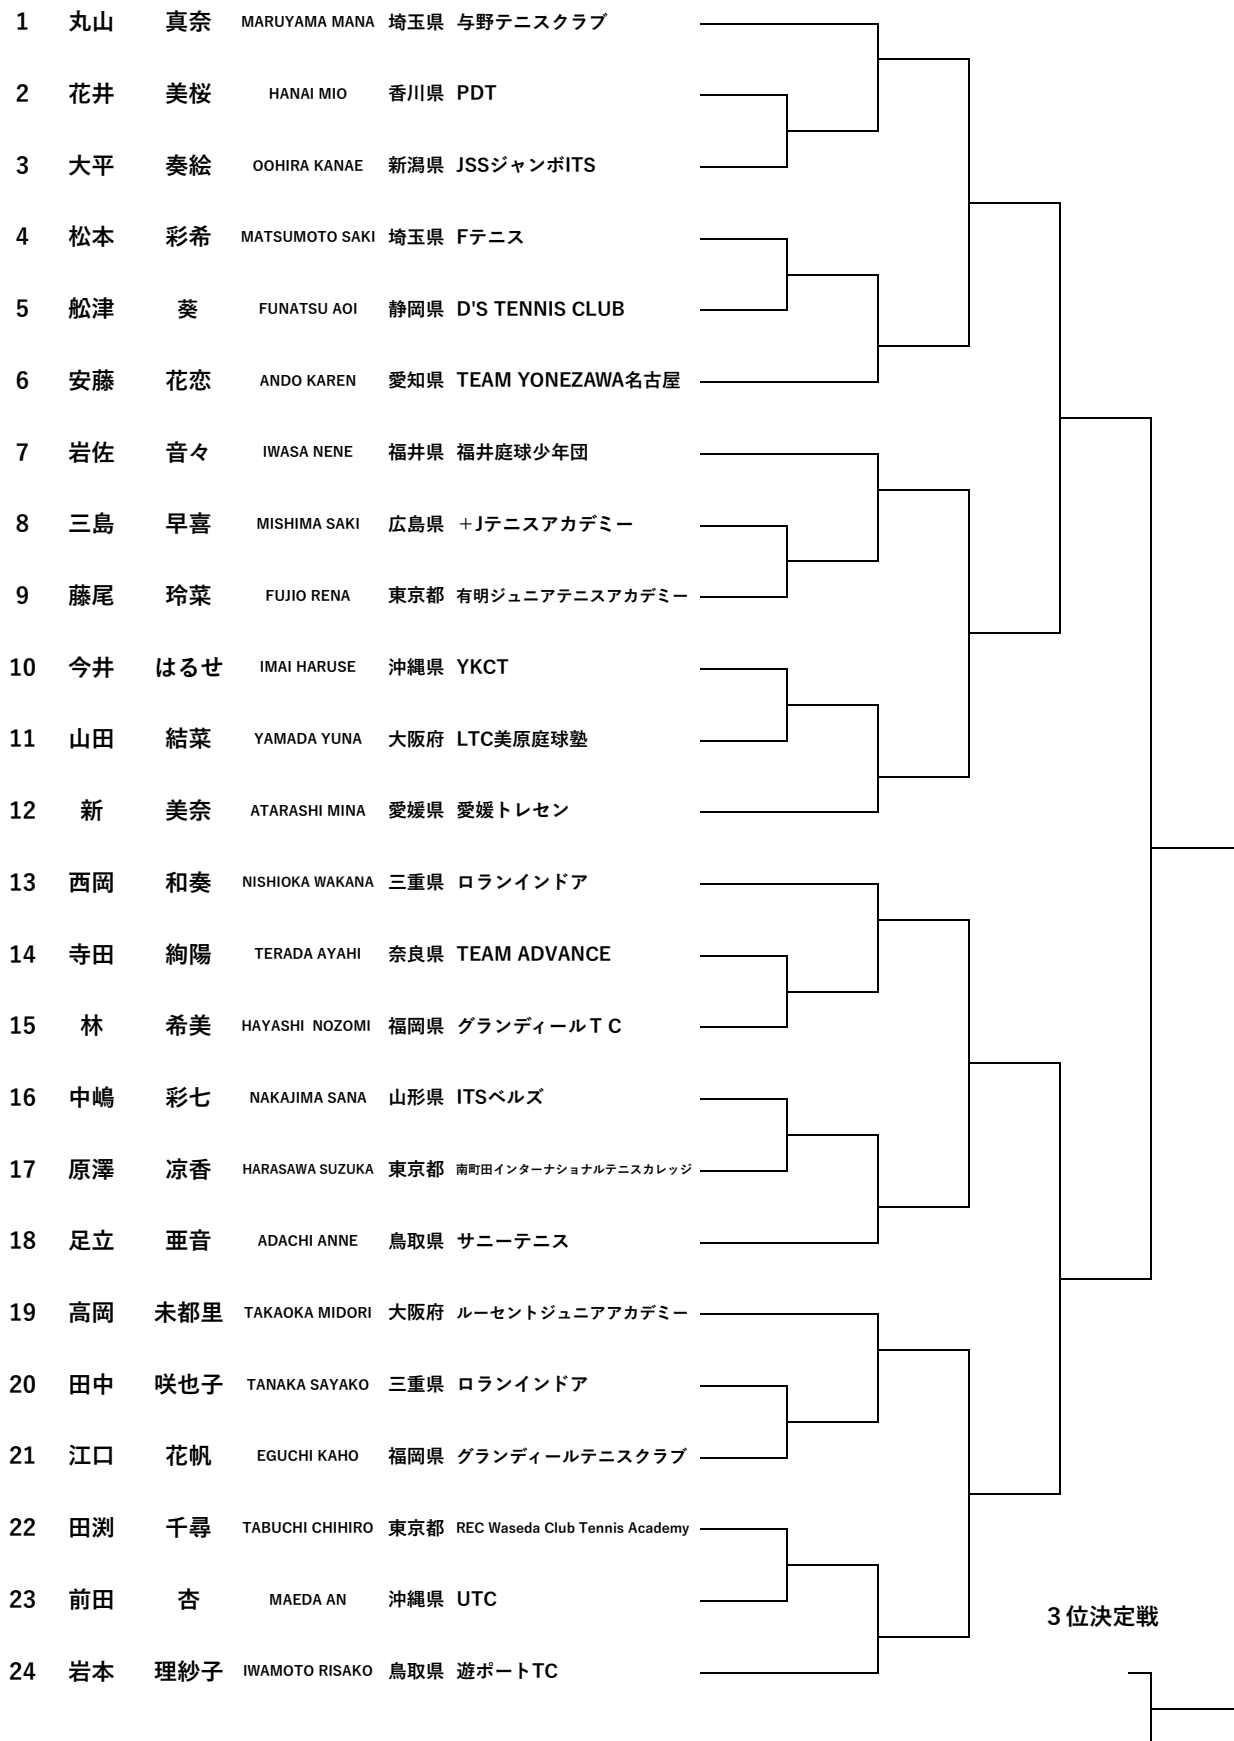 1 丸山 真奈 MARUYAMA MANA 埼玉県 与野テニスクラブ
2 花井 美桜 HANAI MIO 香川県 PDT
3 大平 奏絵 OOHIRA KANAE 新潟県 JSSジャンボITS
4 松本 彩希 MATSUMOTO SAKI 埼玉県 Fテニス
5 舩津 葵 FUNATSU AOI 静岡県 D'S TENNIS CLUB
6 安藤 花恋 ANDO KAREN 愛知県 TEAM YONEZAWA名古屋
7 岩佐 音々 IWASA NENE 福井県 福井庭球少年団
8 三島 早喜 MISHIMA SAKI 広島県 ＋Jテニスアカデミー
9 藤尾 玲菜 FUJIO RENA 東京都 有明ジュニアテニスアカデミー
10 今井 はるせ IMAI HARUSE 沖縄県 YKCT
11 山田 結菜 YAMADA YUNA 大阪府 LTC美原庭球塾
12 新 美奈 ATARASHI MINA 愛媛県 愛媛トレセン
13 西岡 和奏 NISHIOKA WAKANA 三重県 ロランインドア
14 寺田 絢陽 TERADA AYAHI 奈良県 TEAM ADVANCE
15 林 希美 HAYASHI  NOZOMI 福岡県 グランディールＴＣ
16 中嶋 彩七 NAKAJIMA SANA 山形県 ITSベルズ
17 原澤 凉香 HARASAWA SUZUKA 東京都 南町田インターナショナルテニスカレッジ
18 足立 亜音 ADACHI ANNE 鳥取県 サニーテニス
19 高岡 未都里 TAKAOKA MIDORI 大阪府 ルーセントジュニアアカデミー
20 田中 咲也子 TANAKA SAYAKO 三重県 ロランインドア
21 江口 花帆 EGUCHI KAHO 福岡県 グランディールテニスクラブ
22 田渕 千尋 TABUCHI CHIHIRO 東京都 REC Waseda Club Tennis Academy
23 前田 杏 MAEDA AN 沖縄県 UTC
３位決定戦
24 岩本 理紗子 IWAMOTO RISAKO 鳥取県 遊ポートTC